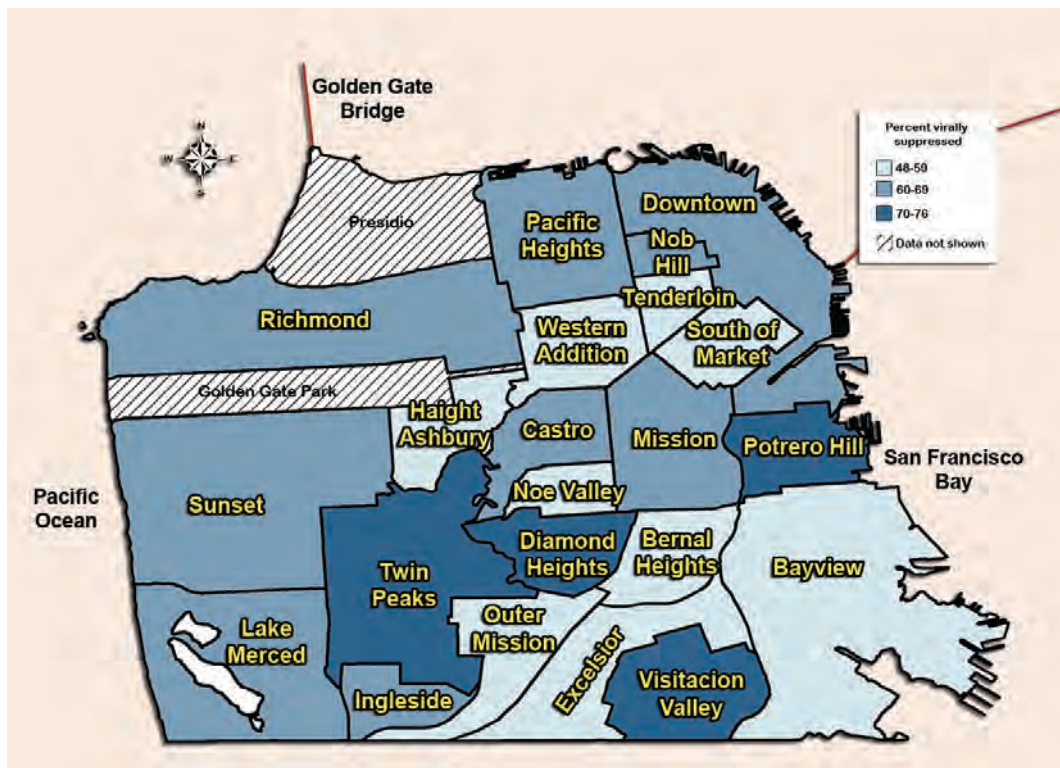 Golden Gate
Bridge
N
W
E
S
Percent virally
suppressed
48-59
60-69
70-76
Data not shown
Presidio
Pacific
Heights
Downtown
Nob
Hill
Tenderloin
Richmond
Western
Addition
South of
Market
Golden Gate Park
Haight
Ashbury
Castro
Mission
Potrero Hill
San Francisco
Bay
Pacific
Ocean
Sunset
Noe Valley
Diamond
Heights
Bernal
Heights
Bayview
Twin
Peaks
Outer
Mission
Lake
Merced
Excelsior
Visitacion
Valley
Ingleside